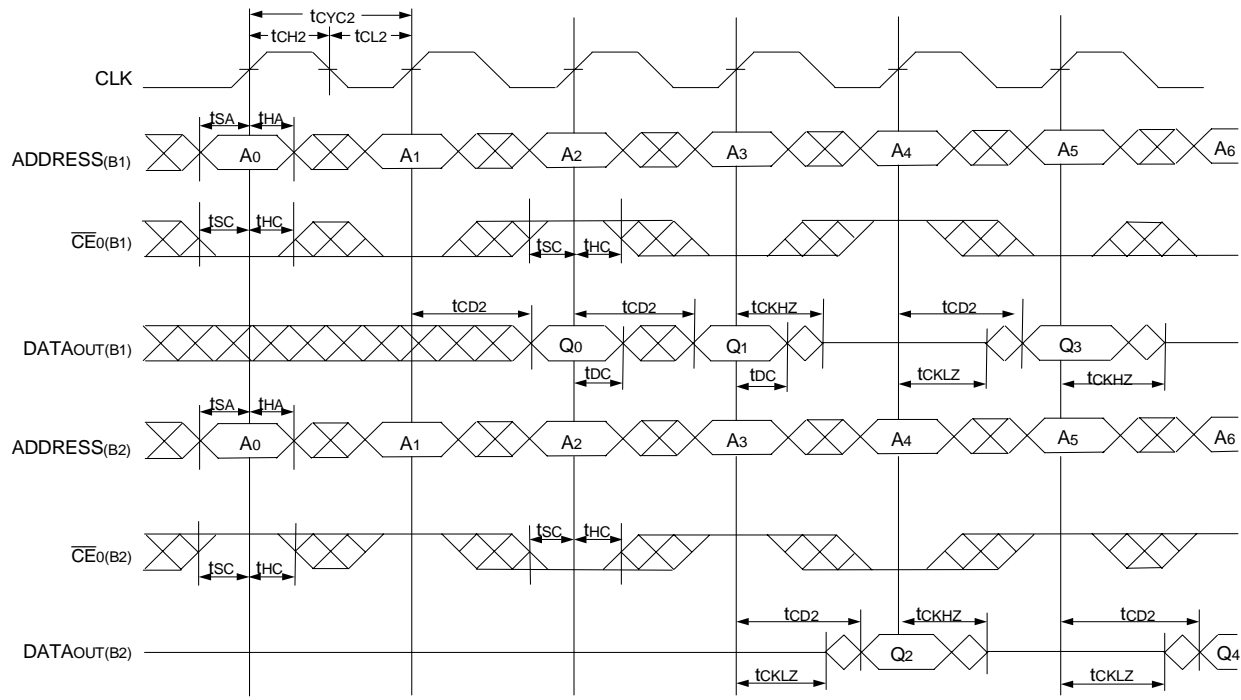 tCYC2
tCH2 tCL2
CLK
tSA tHA
ADDRESS(B1) A0 A1 A2 A3 A4 A5 A6
tSC tHC
CE0(B1) tSC tHC
tCD2 tCD2 tCKHZ tCD2
DATAOUT(B1) Q0 Q1 Q3
tDC tDC tCKLZ tCKHZ
tSA tHA
ADDRESS(B2) A0 A1 A2 A3 A4 A5 A6
tSC tHC
CE0(B2)
tSC tHC
tCD2 tCKHZ tCD2
DATAOUT(B2) Q2 Q4
tCKLZ tCKLZ